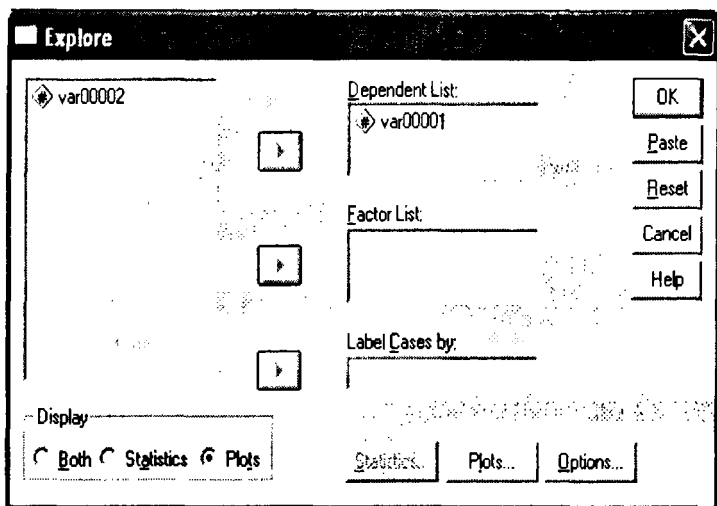 Explore
var00002
Dependent List:
var00001
Factor List:
Label Cases by:
OK
Paste
Reset
Cancel
Help
Display
Both Statistics Plots
Statistics...
Plots...
Options...